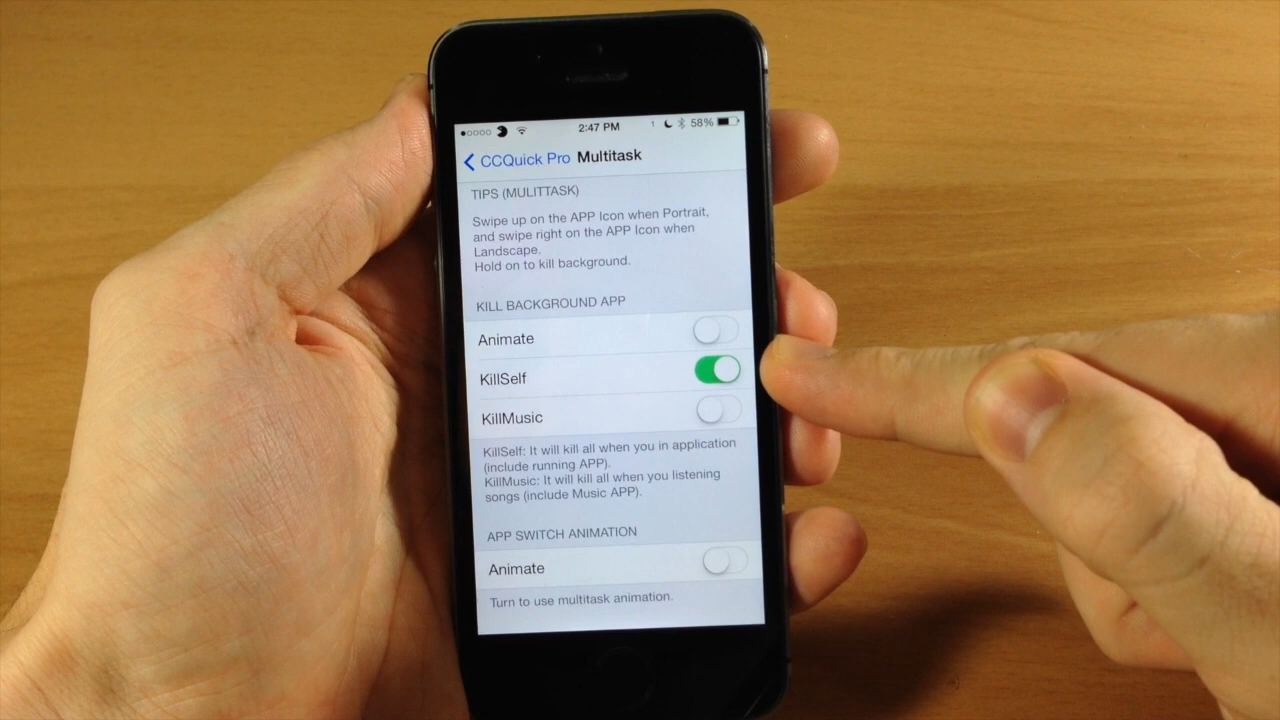 2:47 PM 58%
CCQuick Pro Multitask
TIPS (MULITTASK)
Swipe up on the APP Icon when Portrait,
and swipe right on the APP Icon when
Landscape.
Hold on to kill background.
KILL BACKGROUND APP
Animate
KillSelf
KillMusic
KillSelf: It will kill all when you in application
(include running APP).
KillMusic: It will kill all when you listening
songs (include Music APP).
APP SWITCH ANIMATION
Animate
Turn to use multitask animation.